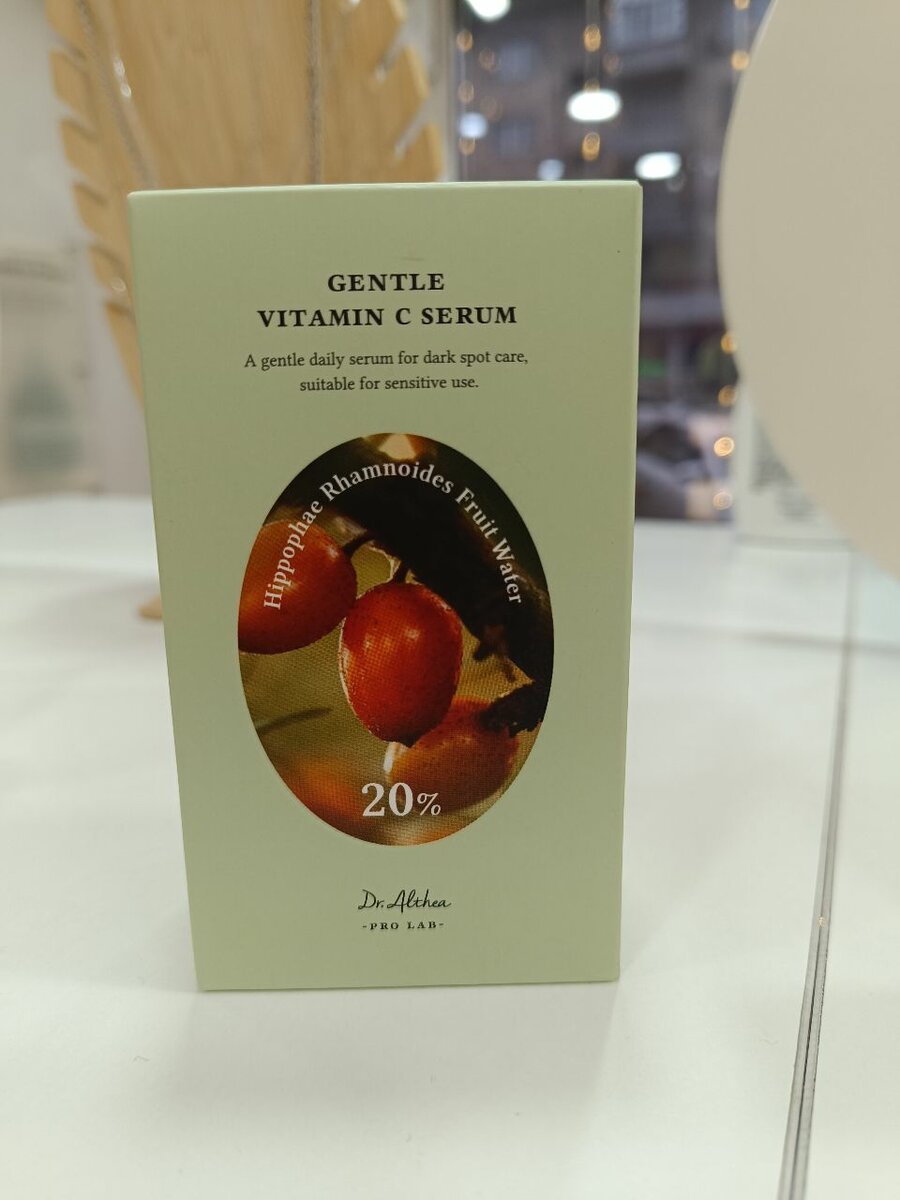 GENTLE
VITAMIN C SERUM
A gentle daily serum for dark spot care,
suitable for sensitive use.
Hippophae Rhamnoides Fruit Water
20%
Dr. Althea
-PRO LAB-